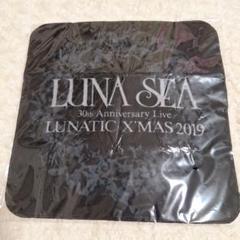 LUNA SEA
30th Anniversary Live
LUNATIC X'MAS 2019